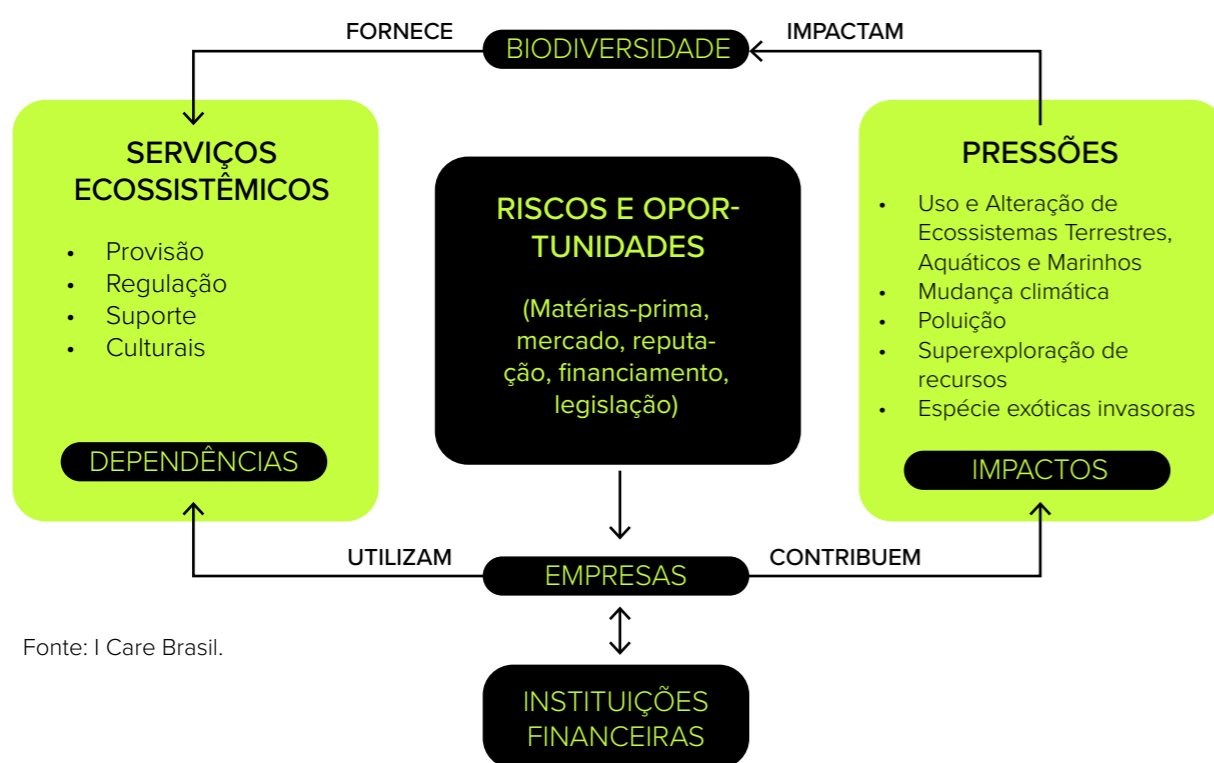 FORNECE
BIODIVERSIDADE
IMPACTAM
SERVIÇOS
ECOSSISTÊMICOS
• Provisão
• Regulação
• Suporte
• Culturais
DEPENDÊNCIAS
RISCOS E OPOR-
TUNIDADES
(Matérias-prima,
mercado, reputa-
ção, financiamento,
legislação)
PRESSÕES
• Uso e Alteração de
Ecossistemas Terrestres,
Aquáticos e Marinhos
• Mudança climática
• Poluição
• Superexploração de
recursos
• Espécie exóticas invasoras
IMPACTOS
UTILIZAM
EMPRESAS
CONTRIBUEM
Fonte: I Care Brasil.
INSTITUIÇÕES
FINANCEIRAS